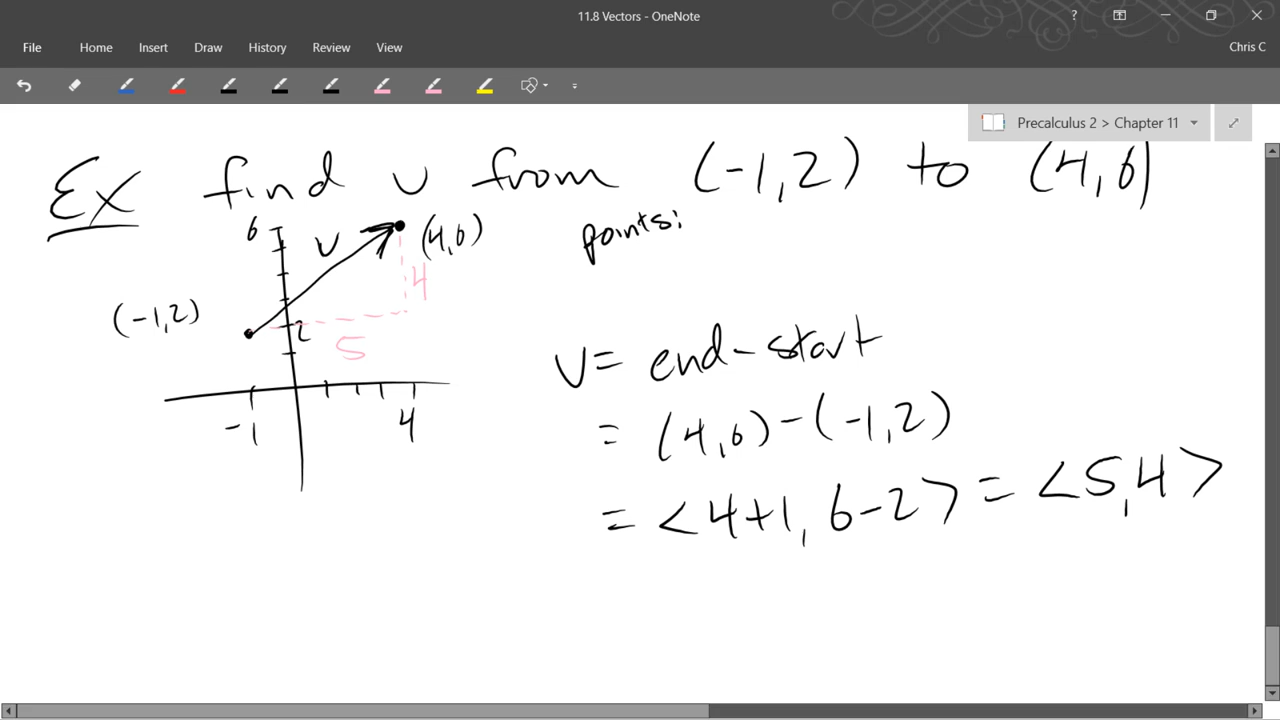 11.8 Vectors - OneNote
File Home Insert Draw History Review View
Chris C
Precalculus 2 > Chapter 11
Ex find v from (-1,2) to (4,6)
points:
6
v
(4,6)
4
(-1,2)
2
5
-1
4
v = end - start
= (4,6) - (-1,2)
= <4+1, 6-2> = <5,4>